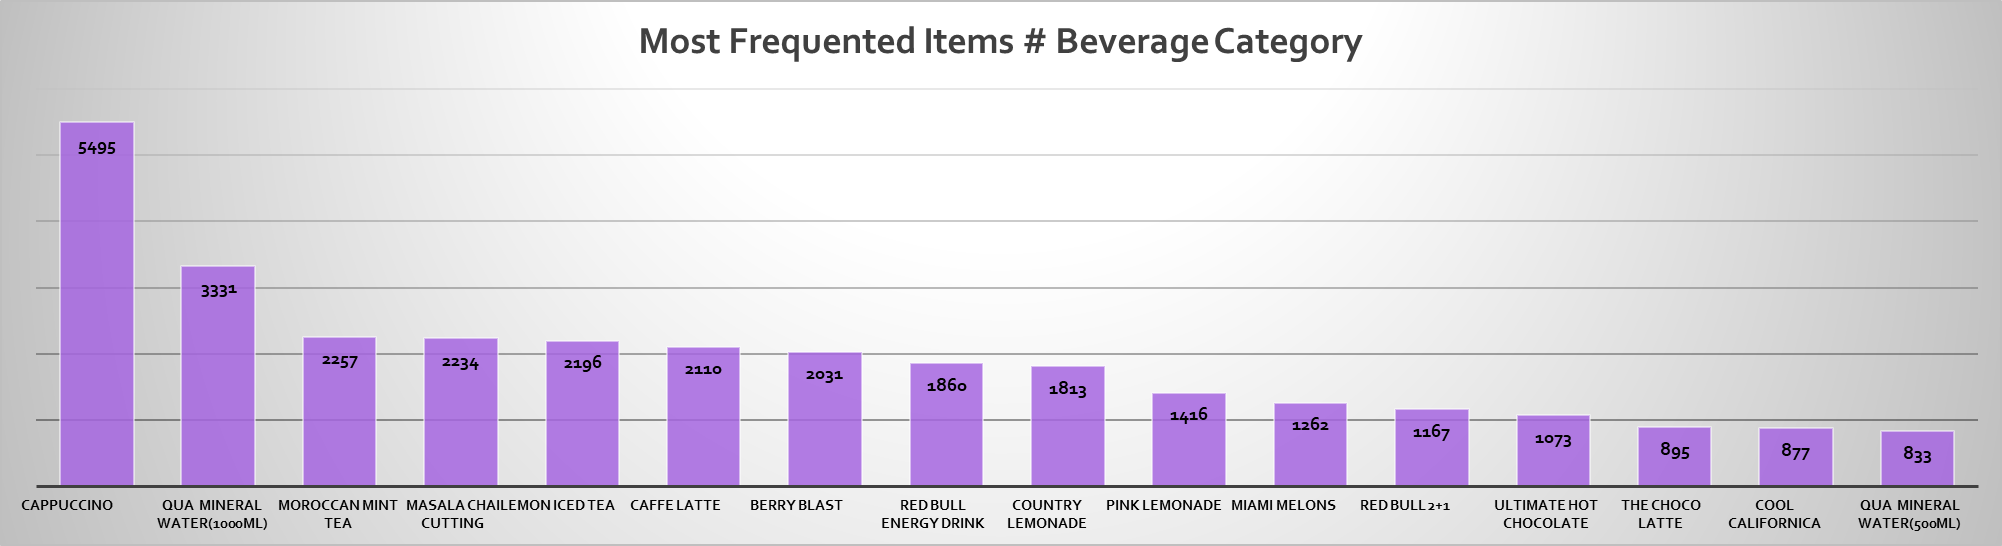 Most Frequented Items # Beverage Category
5495
3331
2257
2234
2196
2110
2031
1860
1813
1416
1262
1167
1073
895
877
833
CAPPUCCINO
QUA MINERAL
WATER(1000ML)
MOROCCAN MINT
TEA
MASALA CHAI
CUTTING
LEMON ICED TEA
CAFFE LATTE
BERRY BLAST
RED BULL
ENERGY DRINK
COUNTRY
LEMONADE
PINK LEMONADE
MIAMI MELONS
RED BULL 2+1
ULTIMATE HOT
CHOCOLATE
THE CHOCO
LATTE
COOL
CALIFORNICA
QUA MINERAL
WATER(500ML)